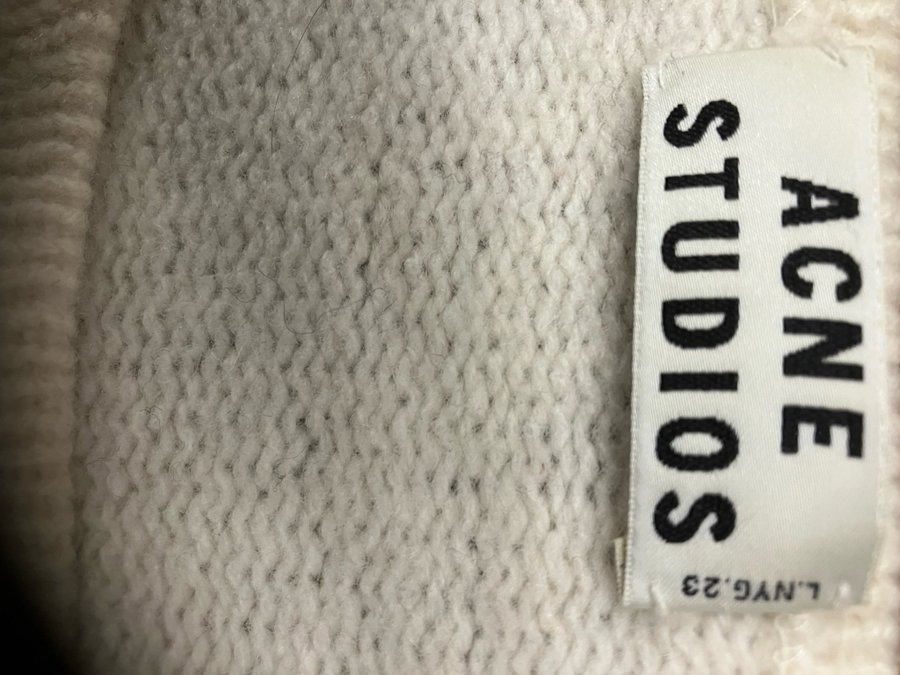 ACNE
STUDIOS
L.NYG.23